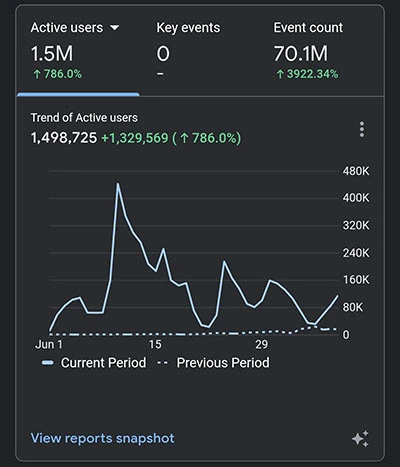 Active users Key events Event count
1.5M 0 70.1M
↑ 786.0% - ↑ 3922.34%
Trend of Active users
1,498,725 +1,329,569 (↑ 786.0%)
480K
400K
320K
240K
160K
80K
0
Jun 1 15 29
Current Period Previous Period
View reports snapshot